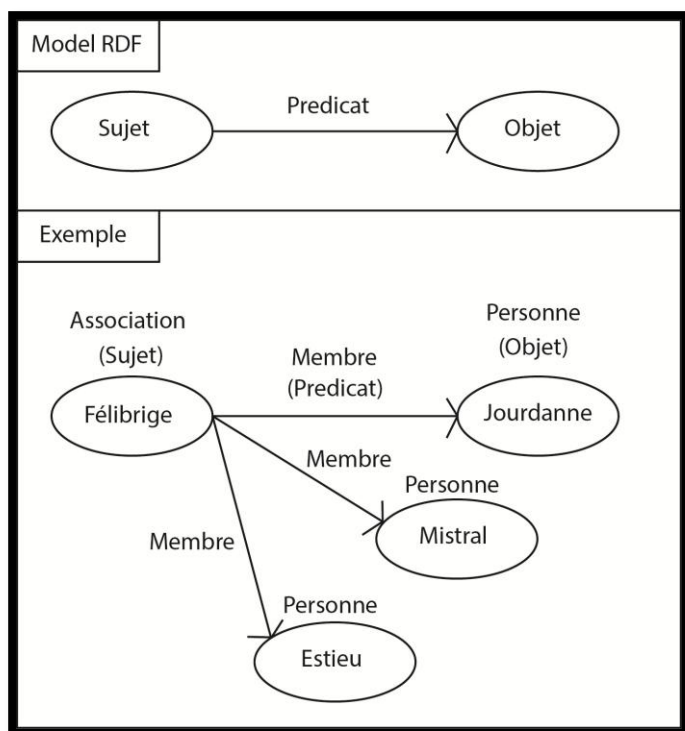 Model RDF
Predicat
Sujet
Objet
Exemple
Association
(Sujet)
Personne
(Objet)
Membre
(Predicat)
Félibrige
Jourdanne
Membre
Personne
Mistral
Membre
Personne
Estieu